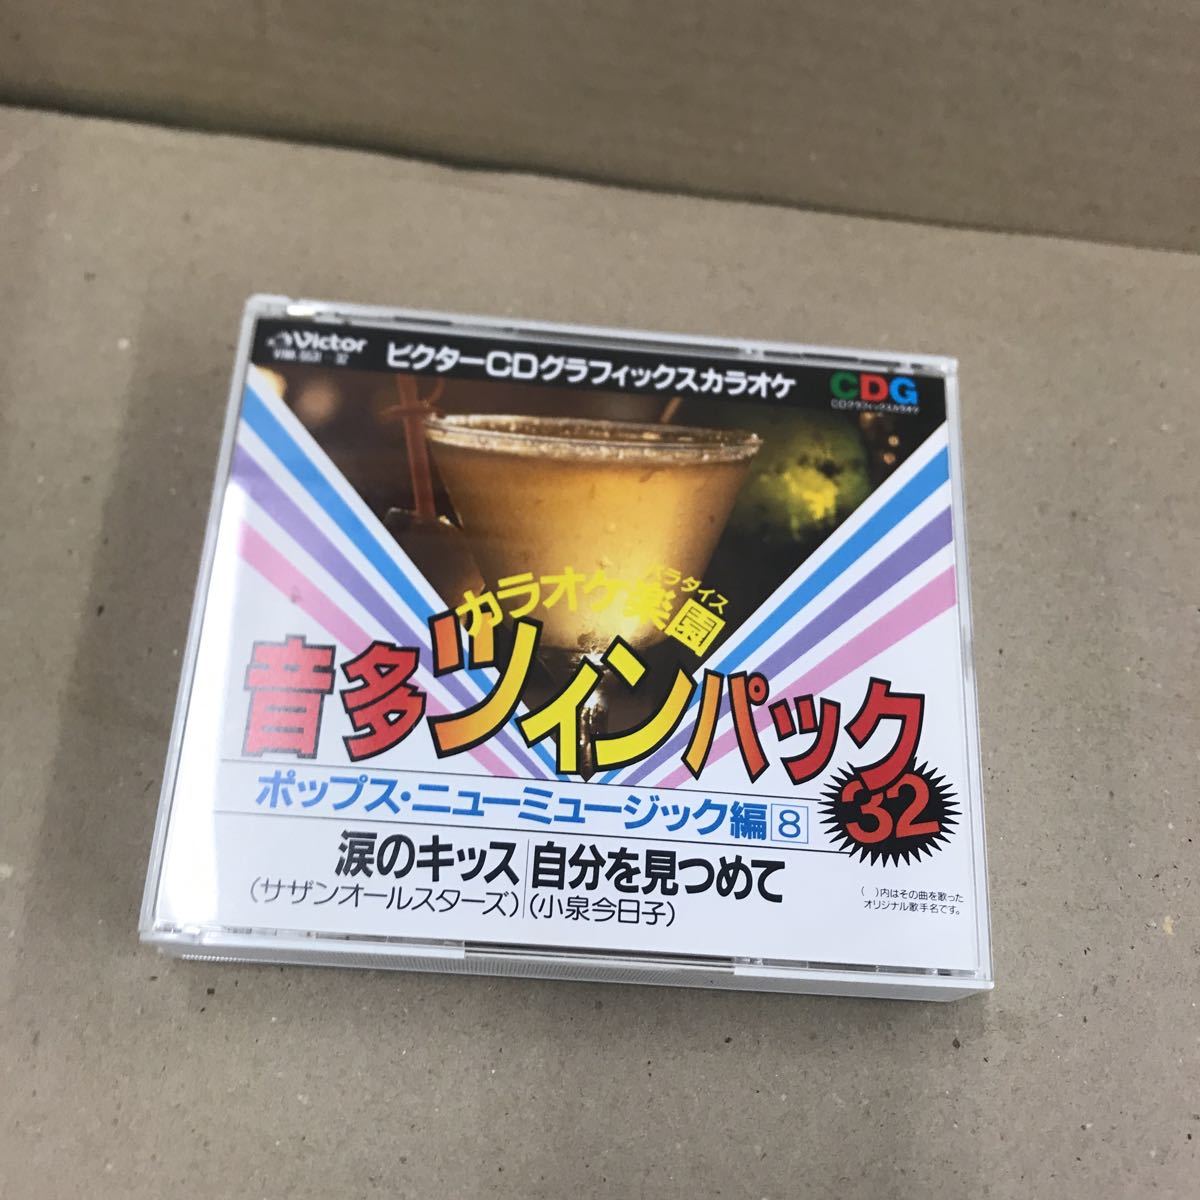 Victor
ビクターCDグラフィックスカラオケ
CDG
CDグラフィックスカラオケ
パラダイス
カラオケ楽園
音多ツインパック
32
ポップス・ニューミュージック編8
涙のキッス
(サザンオールスターズ)
自分を見つめて
(小泉今日子)
( )内はその曲を歌った
オリジナル歌手名です。